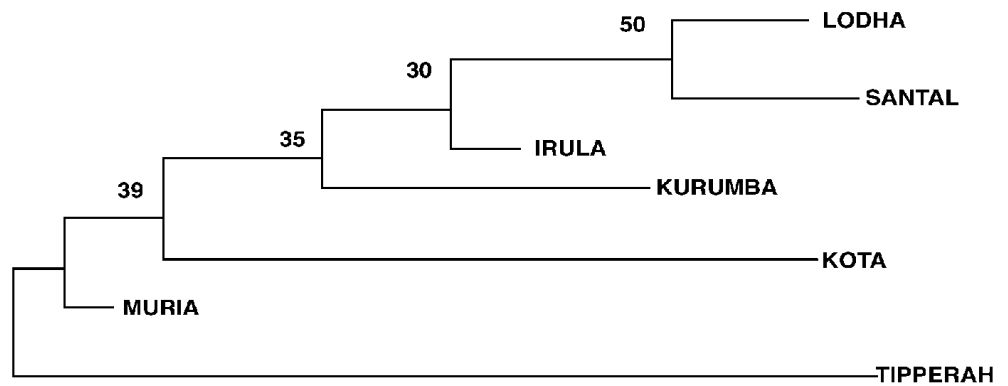 LODHA
50
30
SANTAL
35
IRULA
KURUMBA
39
KOTA
MURIA
TIPPERAH